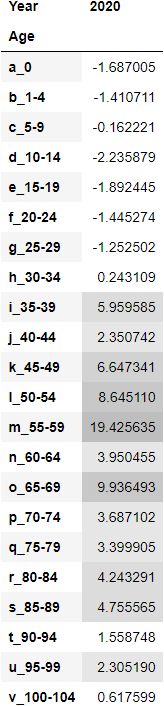 Year 2020
Age
a_0 -1.687005
b_1-4 -1.410711
c_5-9 -0.162221
d_10-14 -2.235879
e_15-19 -1.892445
f_20-24 -1.445274
g_25-29 -1.252502
h_30-34 0.243109
i_35-39 5.959585
j_40-44 2.350742
k_45-49 6.647341
l_50-54 8.645110
m_55-59 19.425635
n_60-64 3.950455
o_65-69 9.936493
p_70-74 3.687102
q_75-79 3.399905
r_80-84 4.243291
s_85-89 4.755565
t_90-94 1.558748
u_95-99 2.305190
v_100-104 0.617599